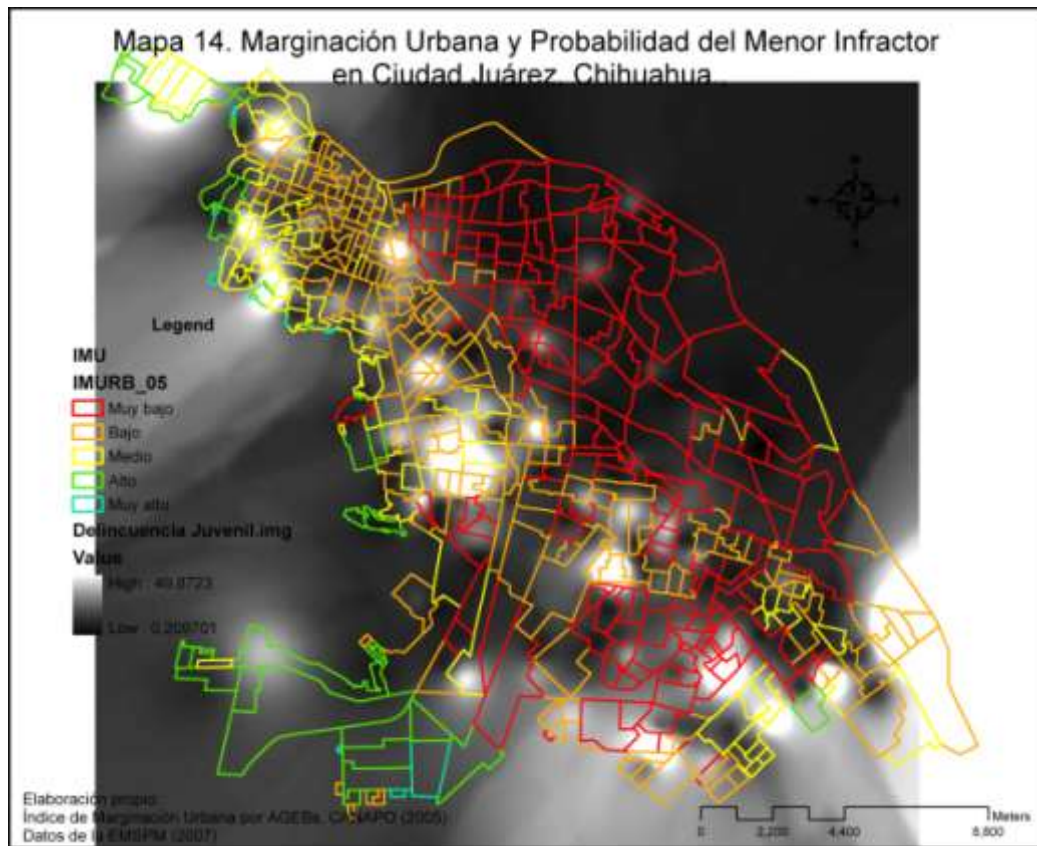 Mapa 14. Marginación Urbana y Probabilidad del Menor Infractor
en Ciudad Juárez, Chihuahua
Legend
IMU
IMURB_05
Muy bajo
Bajo
Medio
Alto
Muy alto
Delincuencia Juvenil.img
Value
High : 49.8723
Low : 0.209701
Elaboración propia.
Índice de Marginación Urbana por AGEBs, CONAPO (2005)
Datos de la EMSPM (2007)
Meters
0 2,200 4,400 8,800